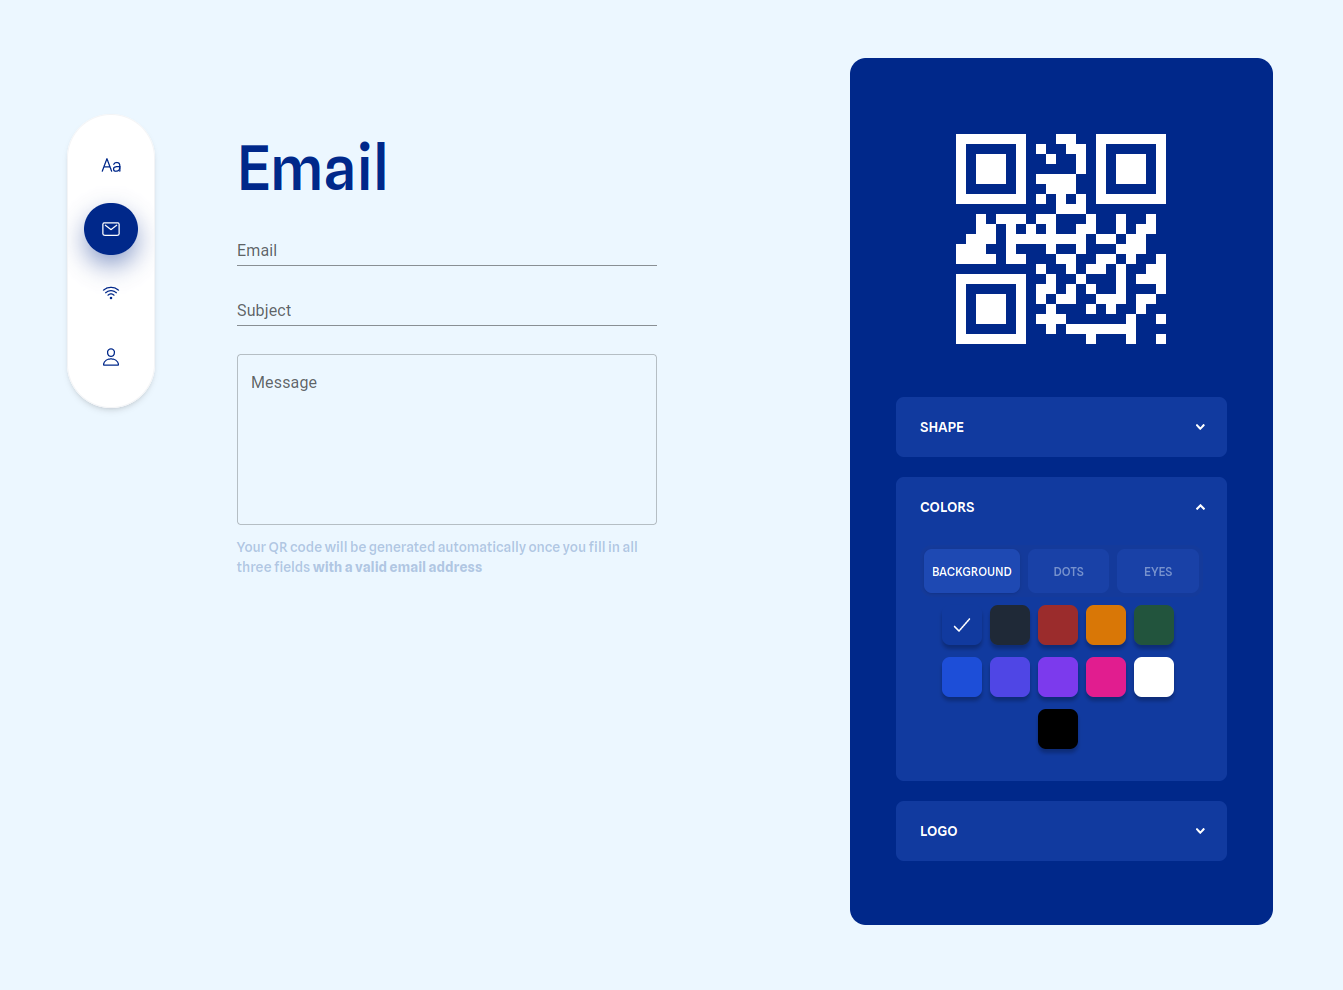 Aa
Email
Email
Subject
Message
Your QR code will be generated automatically once you fill in all
three fields with a valid email address
SHAPE
COLORS
BACKGROUND
DOTS
EYES
LOGO